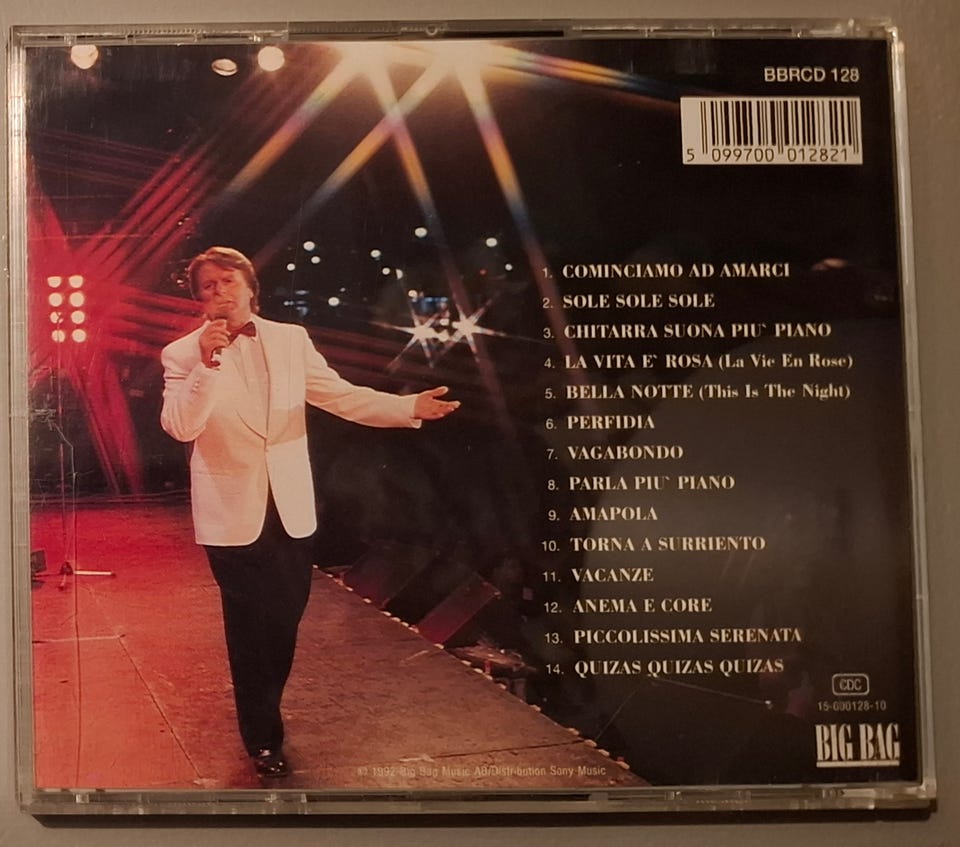 BBRCD 128
5 099700 012821
1. COMINCIAMO AD AMARCI
2. SOLE SOLE SOLE
3. CHITARRA SUONA PIU` PIANO
4. LA VITA E` ROSA (La Vie En Rose)
5. BELLA NOTTE (This Is The Night)
6. PERFIDIA
7. VAGABONDO
8. PARLA PIU` PIANO
9. AMAPOLA
10. TORNA A SURRIENTO
11. VACANZE
12. ANEMA E CORE
13. PICCOLISSIMA SERENATA
14. QUIZAS QUIZAS QUIZAS
CDC
15-000128-10
BIG BAG
© 1992 Big Bag Music AB/Distribution Sony Music